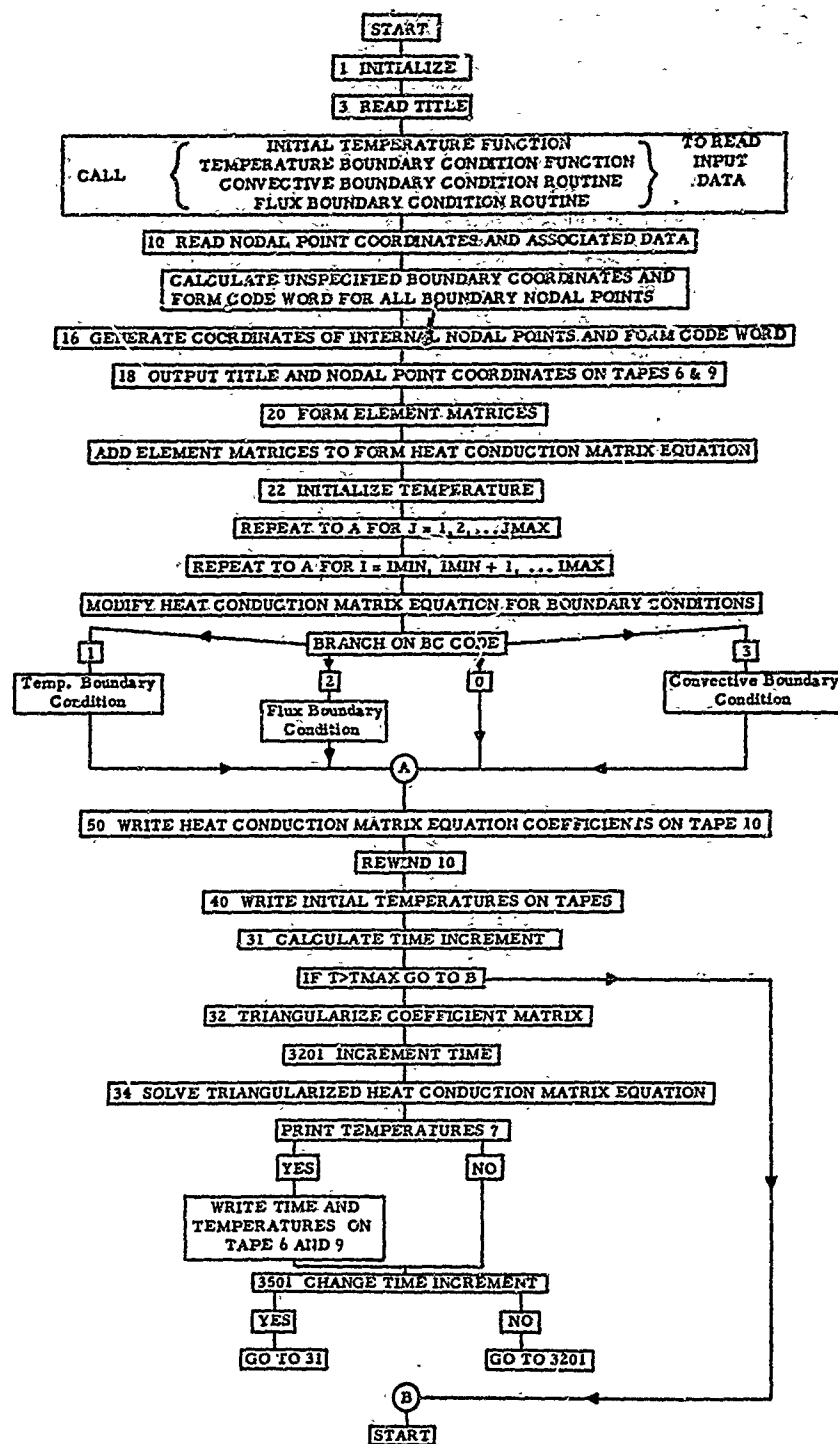 START
1 INITIALIZE
3 READ TITLE
CALL
INITIAL TEMPERATURE FUNCTION
TEMPERATURE BOUNDARY CONDITION FUNCTION
CONVECTIVE BOUNDARY CONDITION ROUTINE
FLUX BOUNDARY CONDITION ROUTINE
TO READ
INPUT
DATA
10 READ NODAL POINT COORDINATES AND ASSOCIATED DATA
CALCULATE UNSPECIFIED BOUNDARY COORDINATES AND
FORM CODE WORD FOR ALL BOUNDARY NODAL POINTS
16 GENERATE COORDINATES OF INTERNAL NODAL POINTS AND FORM CODE WORD
18 OUTPUT TITLE AND NODAL POINT COORDINATES ON TAPES 6 & 9
20 FORM ELEMENT MATRICES
ADD ELEMENT MATRICES TO FORM HEAT CONDUCTION MATRIX EQUATION
22 INITIALIZE TEMPERATURE
REPEAT TO A FOR J = 1, 2, ... JMAX
REPEAT TO A FOR I = IMIN, IMIN + 1, ... IMAX
MODIFY HEAT CONDUCTION MATRIX EQUATION FOR BOUNDARY CONDITIONS
BRANCH ON BC CODE
1
2
0
3
Temp. Boundary
Condition
Flux Boundary
Condition
Convective Boundary
Condition
A
50 WRITE HEAT CONDUCTION MATRIX EQUATION COEFFICIENTS ON TAPE 10
REWIND 10
40 WRITE INITIAL TEMPERATURES ON TAPES
31 CALCULATE TIME INCREMENT
IF T>TMAX GO TO B
32 TRIANGULARIZE COEFFICIENT MATRIX
3201 INCREMENT TIME
34 SOLVE TRIANGULARIZED HEAT CONDUCTION MATRIX EQUATION
PRINT TEMPERATURES ?
YES
NO
WRITE TIME AND
TEMPERATURES ON
TAPE 6 AND 9
3501 CHANGE TIME INCREMENT
YES
NO
GO TO 31
GO TO 3201
B
START